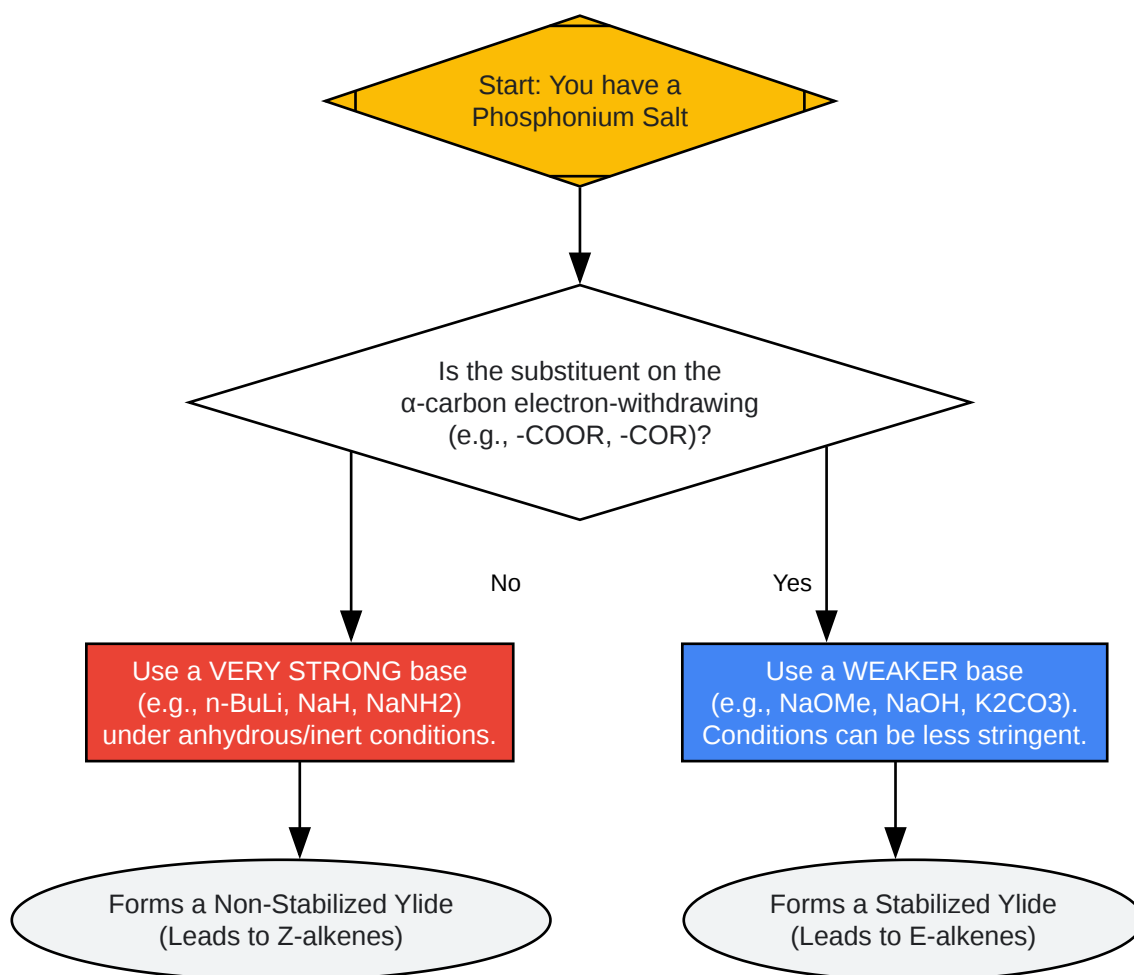 Start: You have a
Phosphonium Salt
Is the substituent on the
α-carbon electron-withdrawing
(e.g., -COOR, -COR)?
No
Yes
Use a VERY STRONG base
(e.g., n-BuLi, NaH, NaNH2)
under anhydrous/inert conditions.
Use a WEAKER base
(e.g., NaOMe, NaOH, K2CO3).
Conditions can be less stringent.
Forms a Non-Stabilized Ylide
(Leads to Z-alkenes)
Forms a Stabilized Ylide
(Leads to E-alkenes)